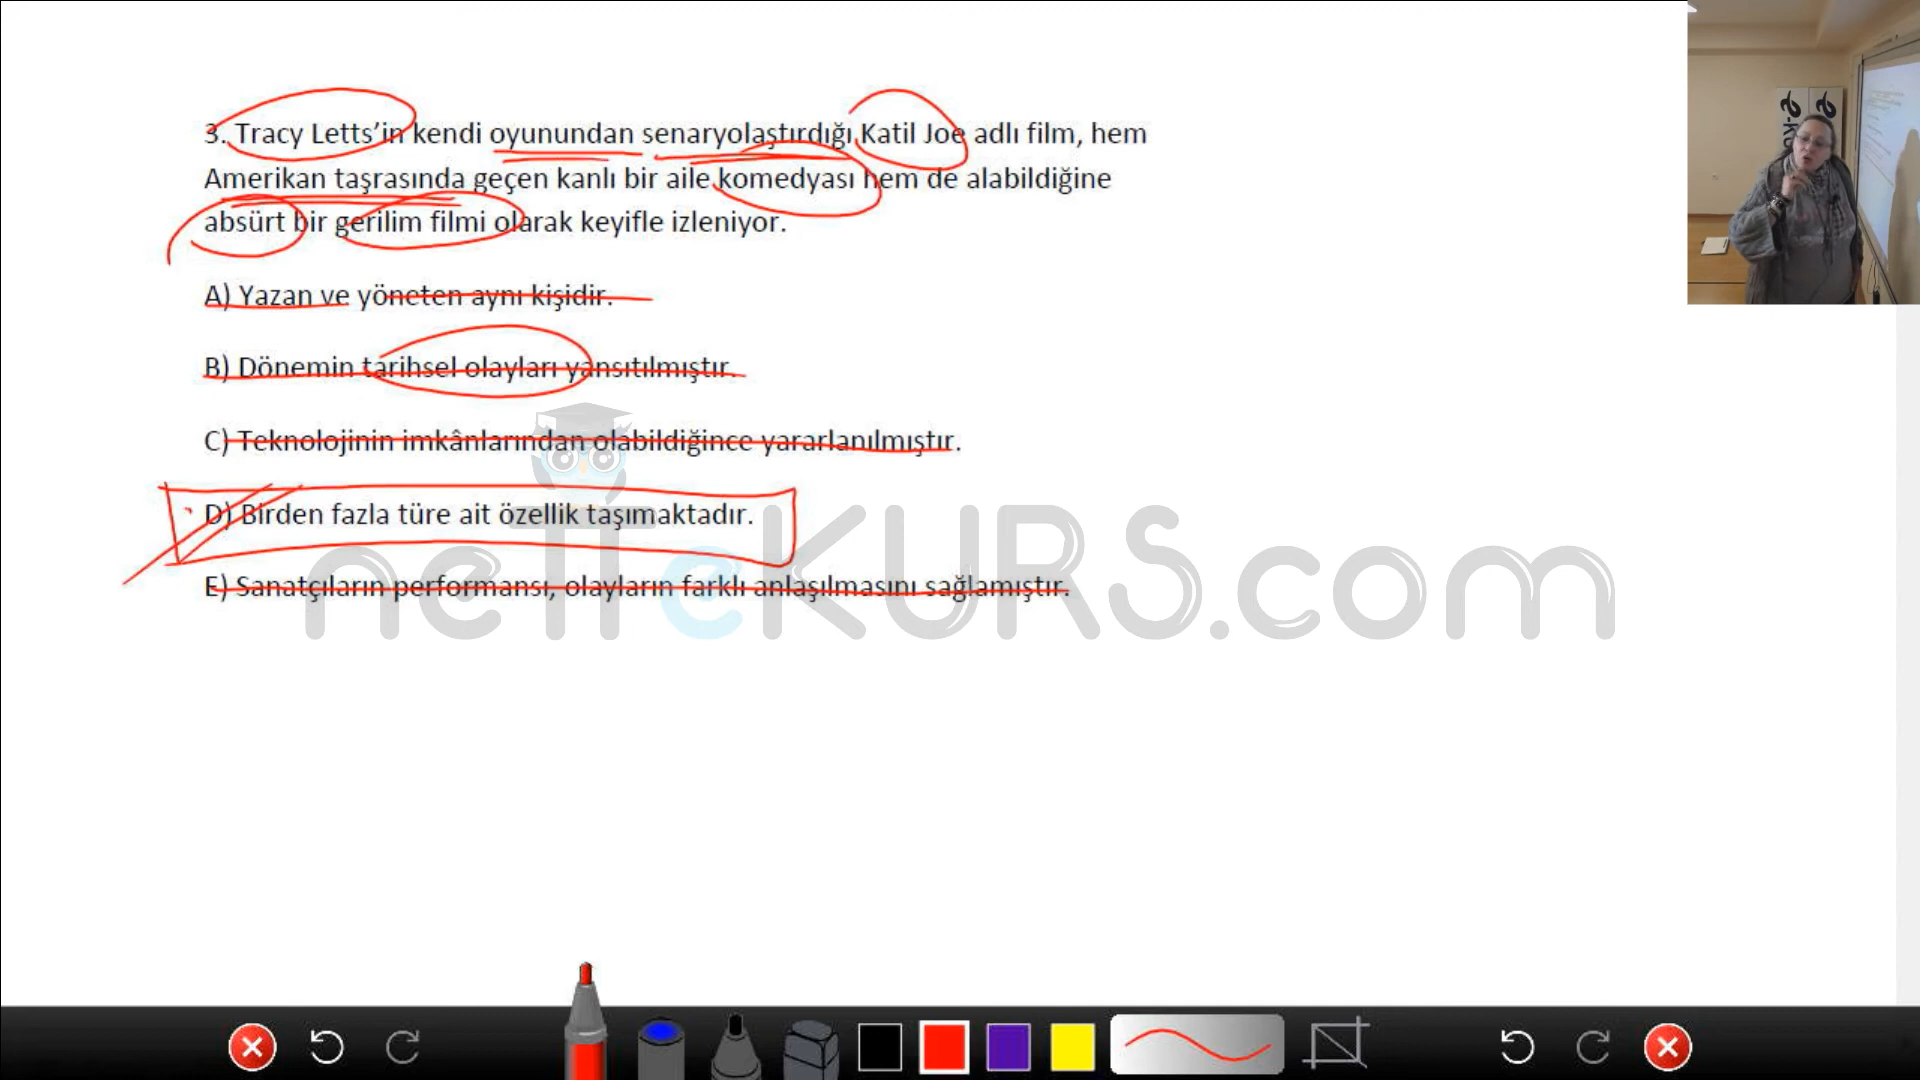 3. Tracy Letts'in kendi oyunundan senaryolaştırdığı Katil Joe adlı film, hem
Amerikan taşrasında geçen kanlı bir aile komedyası hem de alabildiğine
absürt bir gerilim filmi olarak keyifle izleniyor.
A) Yazan ve yöneten aynı kişidir.
B) Dönemin tarihsel olayları yansıtılmıştır.
C) Teknolojinin imkânlarından olabildiğince yararlanılmıştır.
D) Birden fazla türe ait özellik taşımaktadır.
E) Sanatçıların performansı, olayların farklı anlaşılmasını sağlamıştır.
neTTeKURS.com